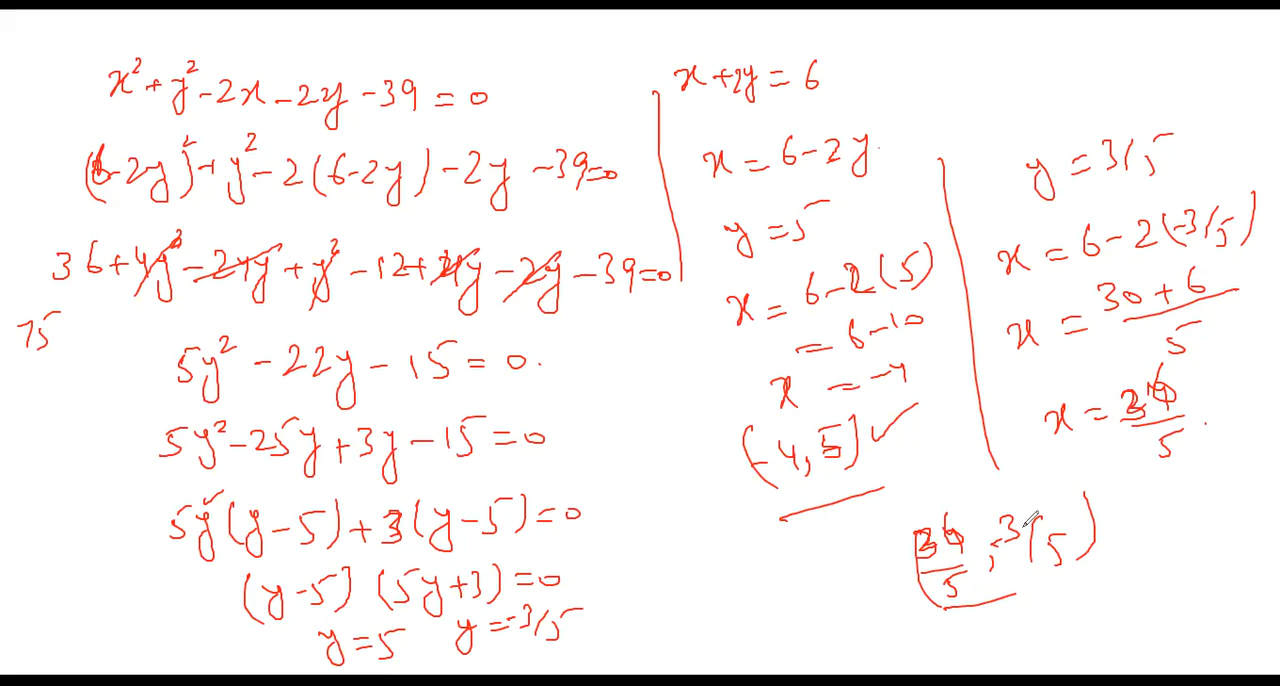 x² + y² - 2x - 2y - 39 = 0
(6-2y)² + y² - 2(6-2y) - 2y - 39=0
36+4y² - 24y + y² - 12 + 4y - 2y - 39=0
75
5y² - 22y - 15 = 0.
5y² - 25y + 3y - 15 = 0
5y(y-5) + 3(y-5) = 0
(y-5) (5y+3) = 0
y = 5 y = -3/5
x + 2y = 6
x = 6 - 2y
y = 5
x = 6-2(5)
= 6-10
x = -4
(-4, 5) ✓
y = 3/5
x = 6-2(-3/5)
x = 30 + 6
5
x = 36
5
(36/5, -3/5)